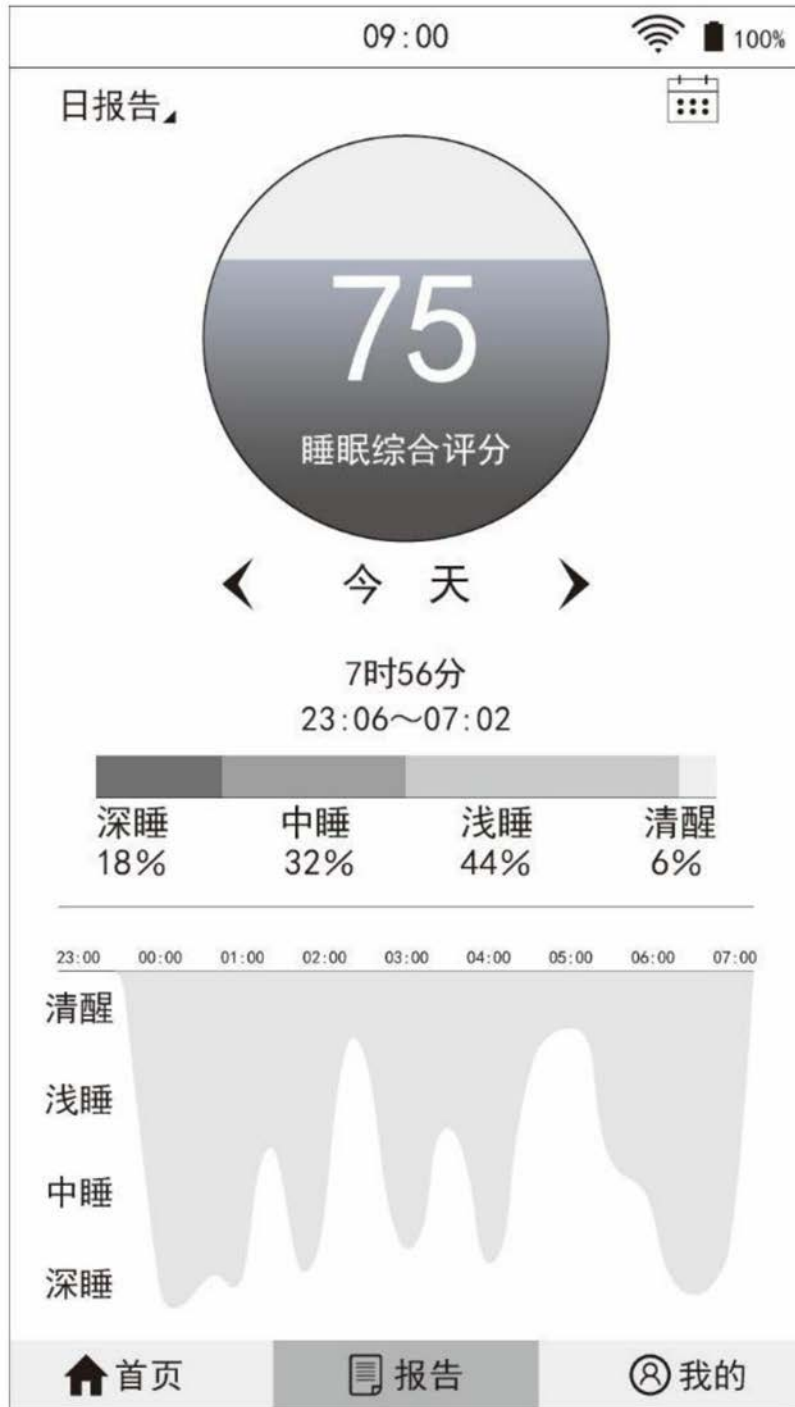 09:00 100%
日报告
75
睡眠综合评分
今 天
7时56分
23:06～07:02
深睡 中睡 浅睡 清醒
18% 32% 44% 6%
23:00 00:00 01:00 02:00 03:00 04:00 05:00 06:00 07:00
清醒
浅睡
中睡
深睡
首页 报告 我的